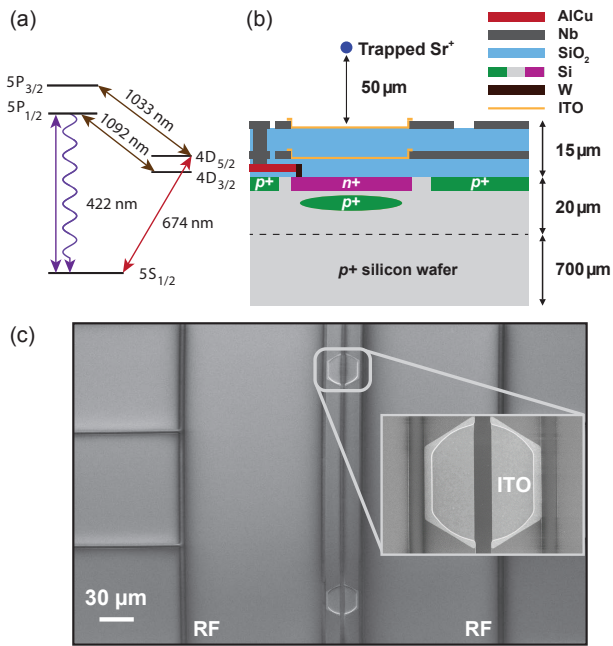 (a)
5P3/2
5P1/2
1033 nm
1092 nm
4D5/2
4D3/2
422 nm
674 nm
5S1/2
(b)
Trapped Sr⁺
50 µm
AlCu
Nb
SiO₂
Si
W
ITO
15 µm
p+
n+
p+
p+
20 µm
p+ silicon wafer
700 µm
(c)
ITO
30 µm
RF
RF